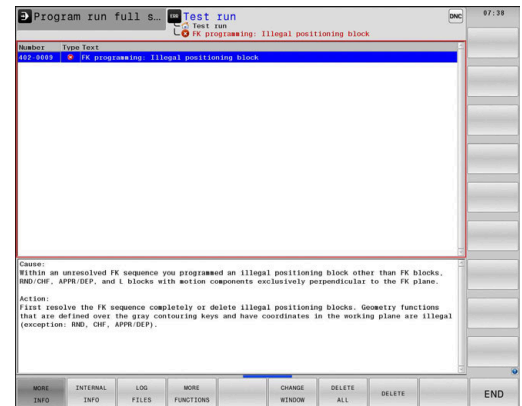 Program run full s...
ERR Test run
DNC
07:38
Test run
FK programming: Illegal positioning block
Number Type Text
402-0009 FK programming: Illegal positioning block
Cause:
Within an unresolved FK sequence you programmed an illegal positioning block other than FK blocks,
RND/CHF, APPR/DEP, and L blocks with motion components exclusively perpendicular to the FK plane.
Action:
First resolve the FK sequence completely or delete illegal positioning blocks. Geometry functions
that are defined over the gray contouring keys and have coordinates in the working plane are illegal
(exception: RND, CHF, APPR/DEP).
MORE INFO
INTERNAL INFO
LOG FILES
MORE FUNCTIONS
CHANGE WINDOW
DELETE ALL
DELETE
END